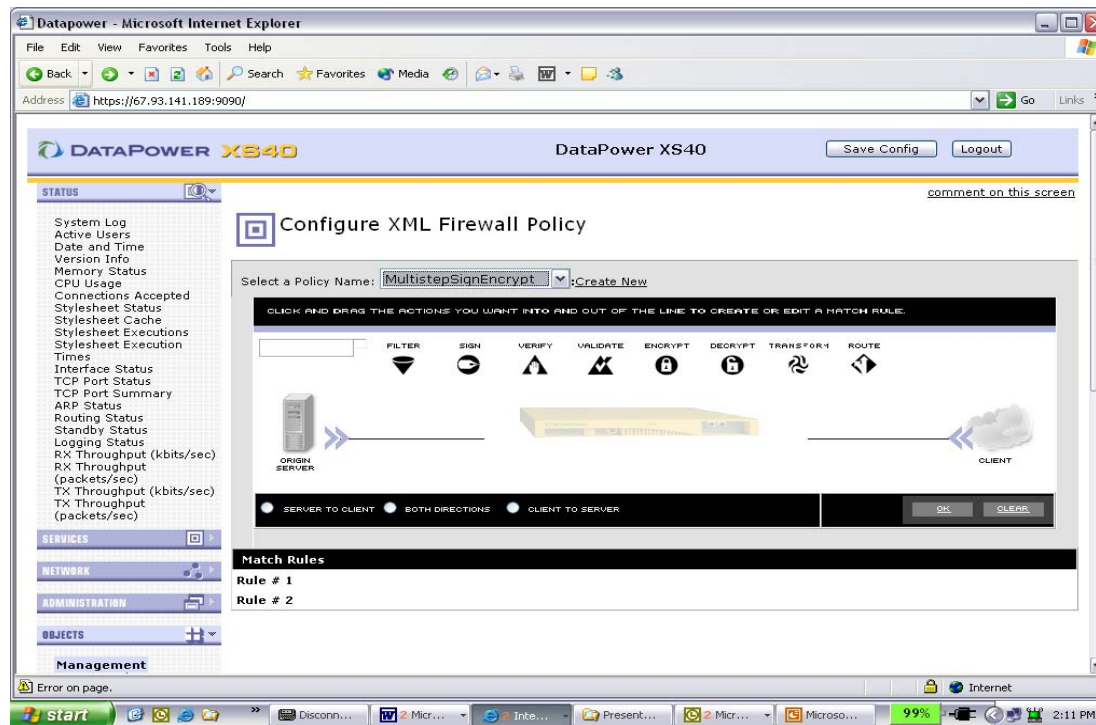 Datapower - Microsoft Internet Explorer
File Edit View Favorites Tools Help
Back Search Favorites Media
Address https://67.93.141.189:9090/ Go Links
DATAPOWER XS40 DataPower XS40 Save Config Logout
STATUS
comment on this screen
System Log
Active Users
Date and Time
Version Info
Memory Status
CPU Usage
Connections Accepted
Stylesheet Status
Stylesheet Cache
Stylesheet Executions
Stylesheet Execution
Times
Interface Status
TCP Port Status
TCP Port Summary
ARP Status
Routing Status
Standby Status
Logging Status
RX Throughput (kbits/sec)
RX Throughput
(packets/sec)
TX Throughput (kbits/sec)
TX Throughput
(packets/sec)
SERVICES
NETWORK
ADMINISTRATION
OBJECTS
Management
Configure XML Firewall Policy
Select a Policy Name: MultistepSignEncrypt :Create New
CLICK AND DRAG THE ACTIONS YOU WANT INTO AND OUT OF THE LINE TO CREATE OR EDIT A MATCH RULE.
FILTER SIGN VERIFY VALIDATE ENCRYPT DECRYPT TRANSFORM ROUTE
ORIGIN
SERVER
CLIENT
SERVER TO CLIENT BOTH DIRECTIONS CLIENT TO SERVER OK CLEAR
Match Rules
Rule # 1
Rule # 2
Error on page. Internet
start » Disconn... 2 Micr... 2 Inte... Present... 2 Micr... Microso... 99% 2:11 PM